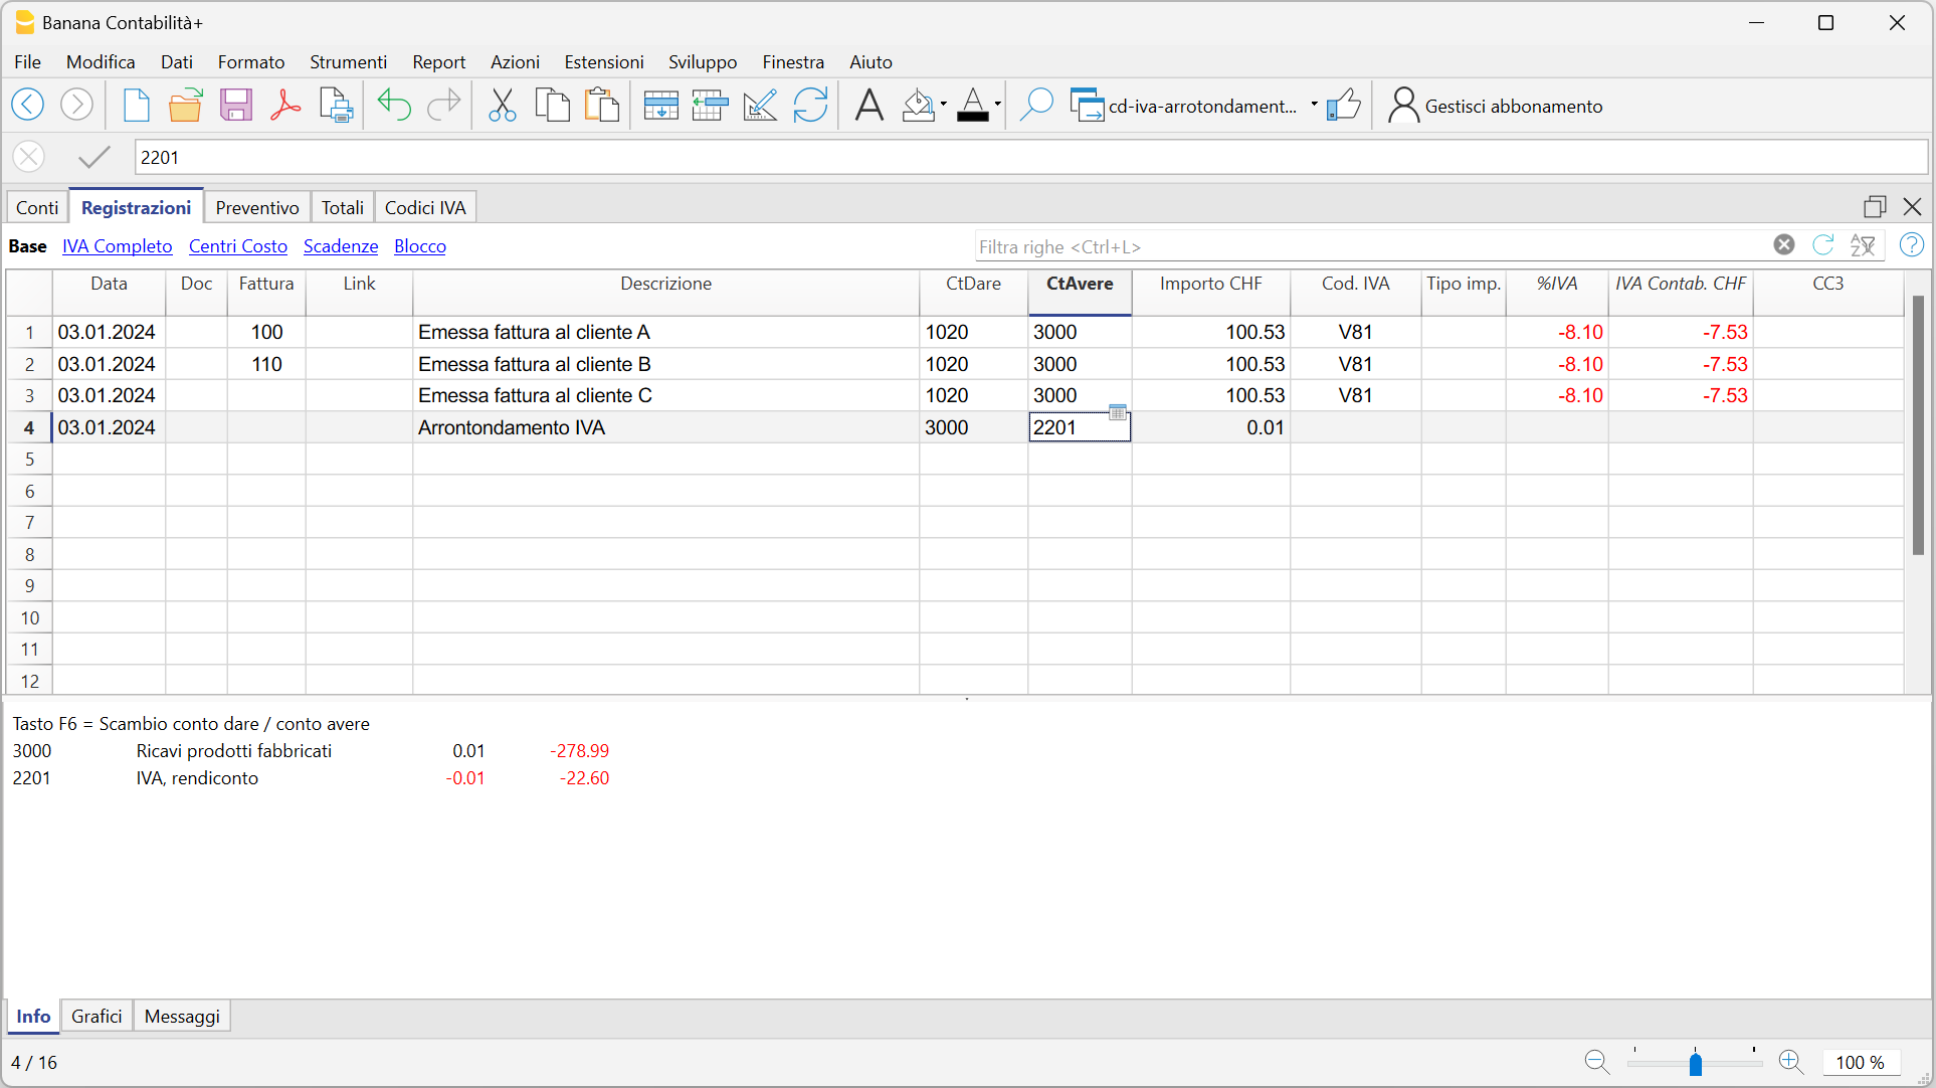 Banana Contabilità+
File Modifica Dati Formato Strumenti Report Azioni Estensioni Sviluppo Finestra Aiuto
cd-iva-arrotondament... Gestisci abbonamento
2201
Conti Registrazioni Preventivo Totali Codici IVA
Base IVA Completo Centri Costo Scadenze Blocco Filtra righe <Ctrl+L>
Data Doc Fattura Link Descrizione CtDare CtAvere Importo CHF Cod. IVA Tipo imp. %IVA IVA Contab. CHF CC3
1 03.01.2024 100 Emessa fattura al cliente A 1020 3000 100.53 V81 -8.10 -7.53
2 03.01.2024 110 Emessa fattura al cliente B 1020 3000 100.53 V81 -8.10 -7.53
3 03.01.2024 Emessa fattura al cliente C 1020 3000 100.53 V81 -8.10 -7.53
4 03.01.2024 Arrontondamento IVA 3000 2201 0.01
5
6
7
8
9
10
11
12
Tasto F6 = Scambio conto dare / conto avere
3000 Ricavi prodotti fabbricati 0.01 -278.99
2201 IVA, rendiconto -0.01 -22.60
Info Grafici Messaggi
4 / 16 100 %